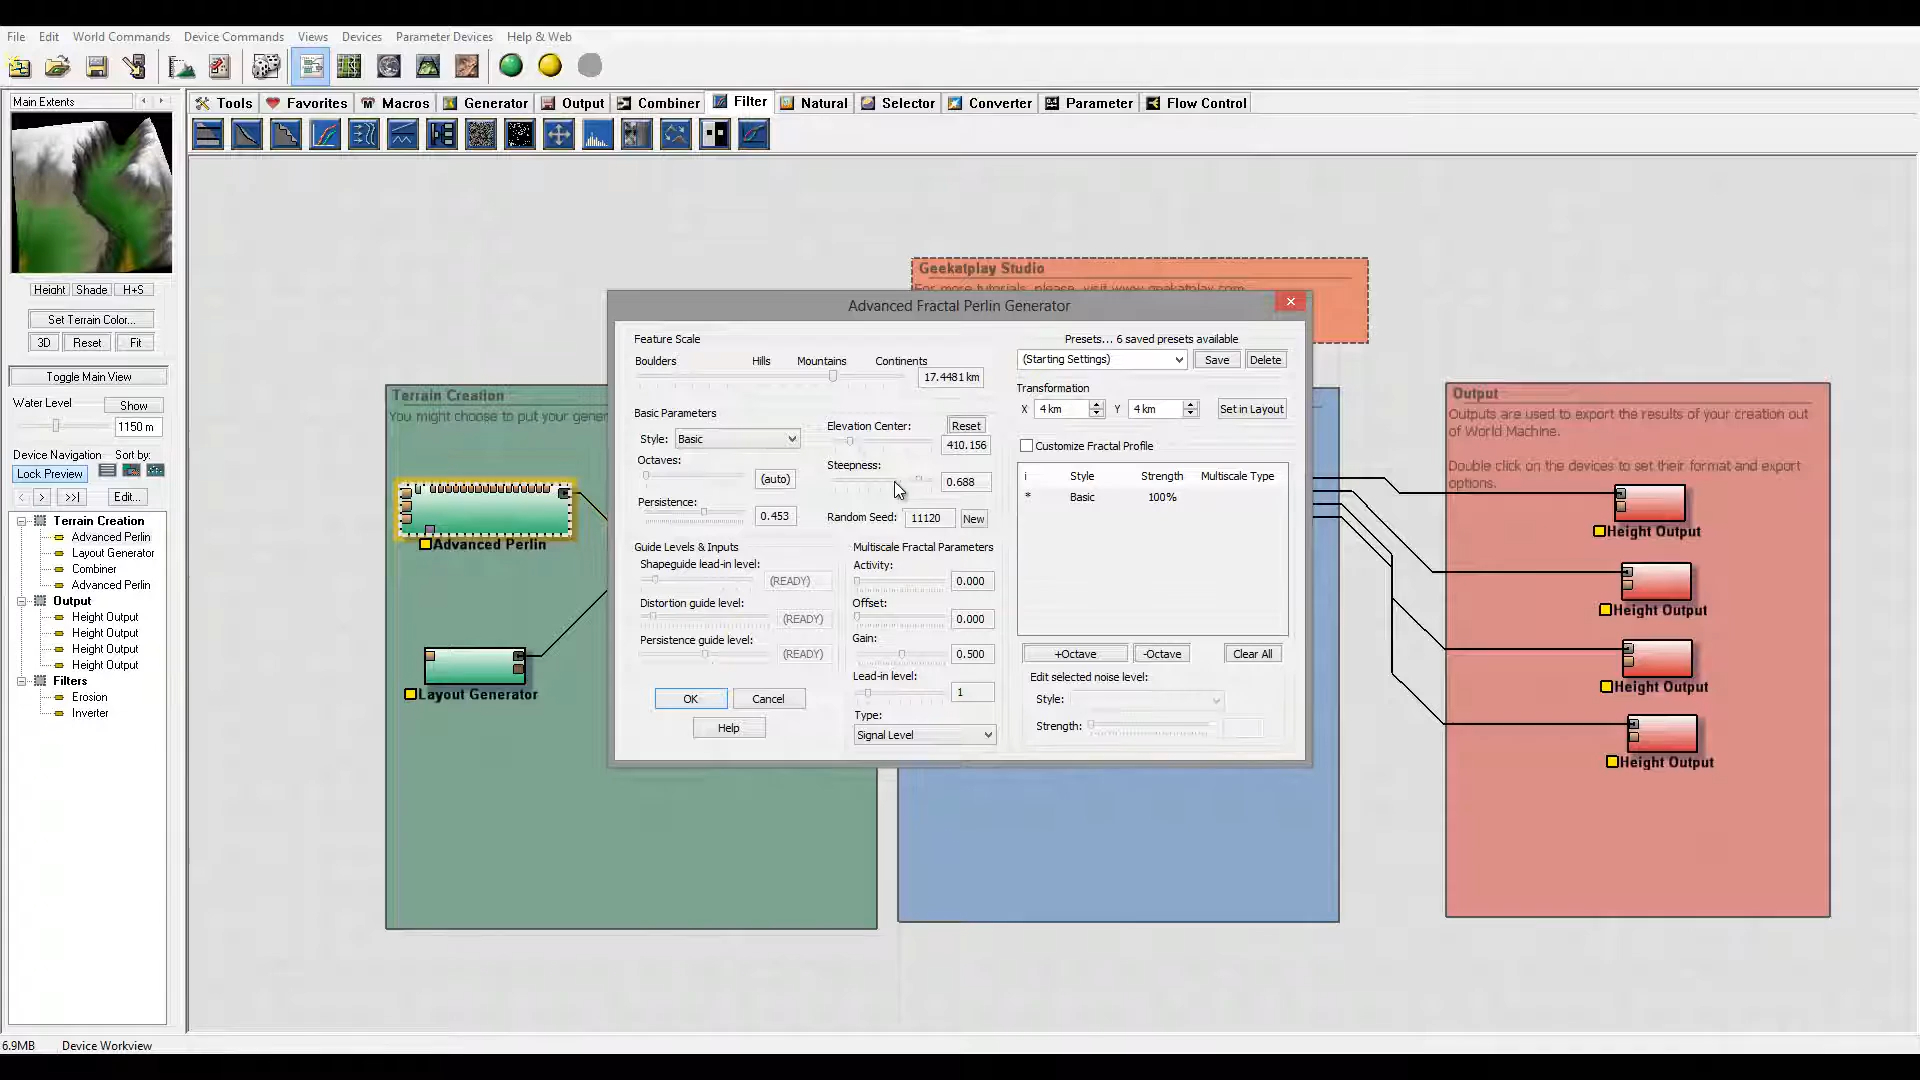 File Edit World Commands Device Commands Views Devices Parameter Devices Help & Web
Main Extents
Tools Favorites Macros Generator Output Combiner Filter Natural Selector Converter Parameter Flow Control
Height Shade H+S
Set Terrain Color...
3D Reset Fit
Toggle Main View
Water Level Show
1150 m
Device Navigation Sort by:
Lock Preview
Edit...
Terrain Creation
Advanced Perlin
Layout Generator
Combiner
Advanced Perlin
Output
Height Output
Height Output
Height Output
Height Output
Filters
Erosion
Inverter
6.9MB Device Workview
Geekatplay Studio
For more tutorials, please, visit www.geekatplay.com
Terrain Creation
You might choose to put your gener
Advanced Perlin
Layout Generator
Advanced Fractal Perlin Generator
Feature Scale
Boulders Hills Mountains Continents
17.4481 km
Basic Parameters
Style: Basic
Octaves:
(auto)
Persistence:
0.453
Elevation Center: Reset
410.156
Steepness:
0.688
Random Seed: 11120 New
Guide Levels & Inputs
Shapeguide lead-in level:
(READY)
Distortion guide level:
(READY)
Persistence guide level:
(READY)
OK Cancel
Help
Multiscale Fractal Parameters
Activity:
0.000
Offset:
0.000
Gain:
0.500
Lead-in level:
1
Type:
Signal Level
Presets... 6 saved presets available
(Starting Settings) Save Delete
Transformation
X 4 km Y 4 km Set in Layout
Customize Fractal Profile
i Style Strength Multiscale Type
* Basic 100%
+Octave -Octave Clear All
Edit selected noise level:
Style:
Strength:
Output
Outputs are used to export the results of your creation out
of World Machine.
Double click on the devices to set their format and export
options.
Height Output
Height Output
Height Output
Height Output